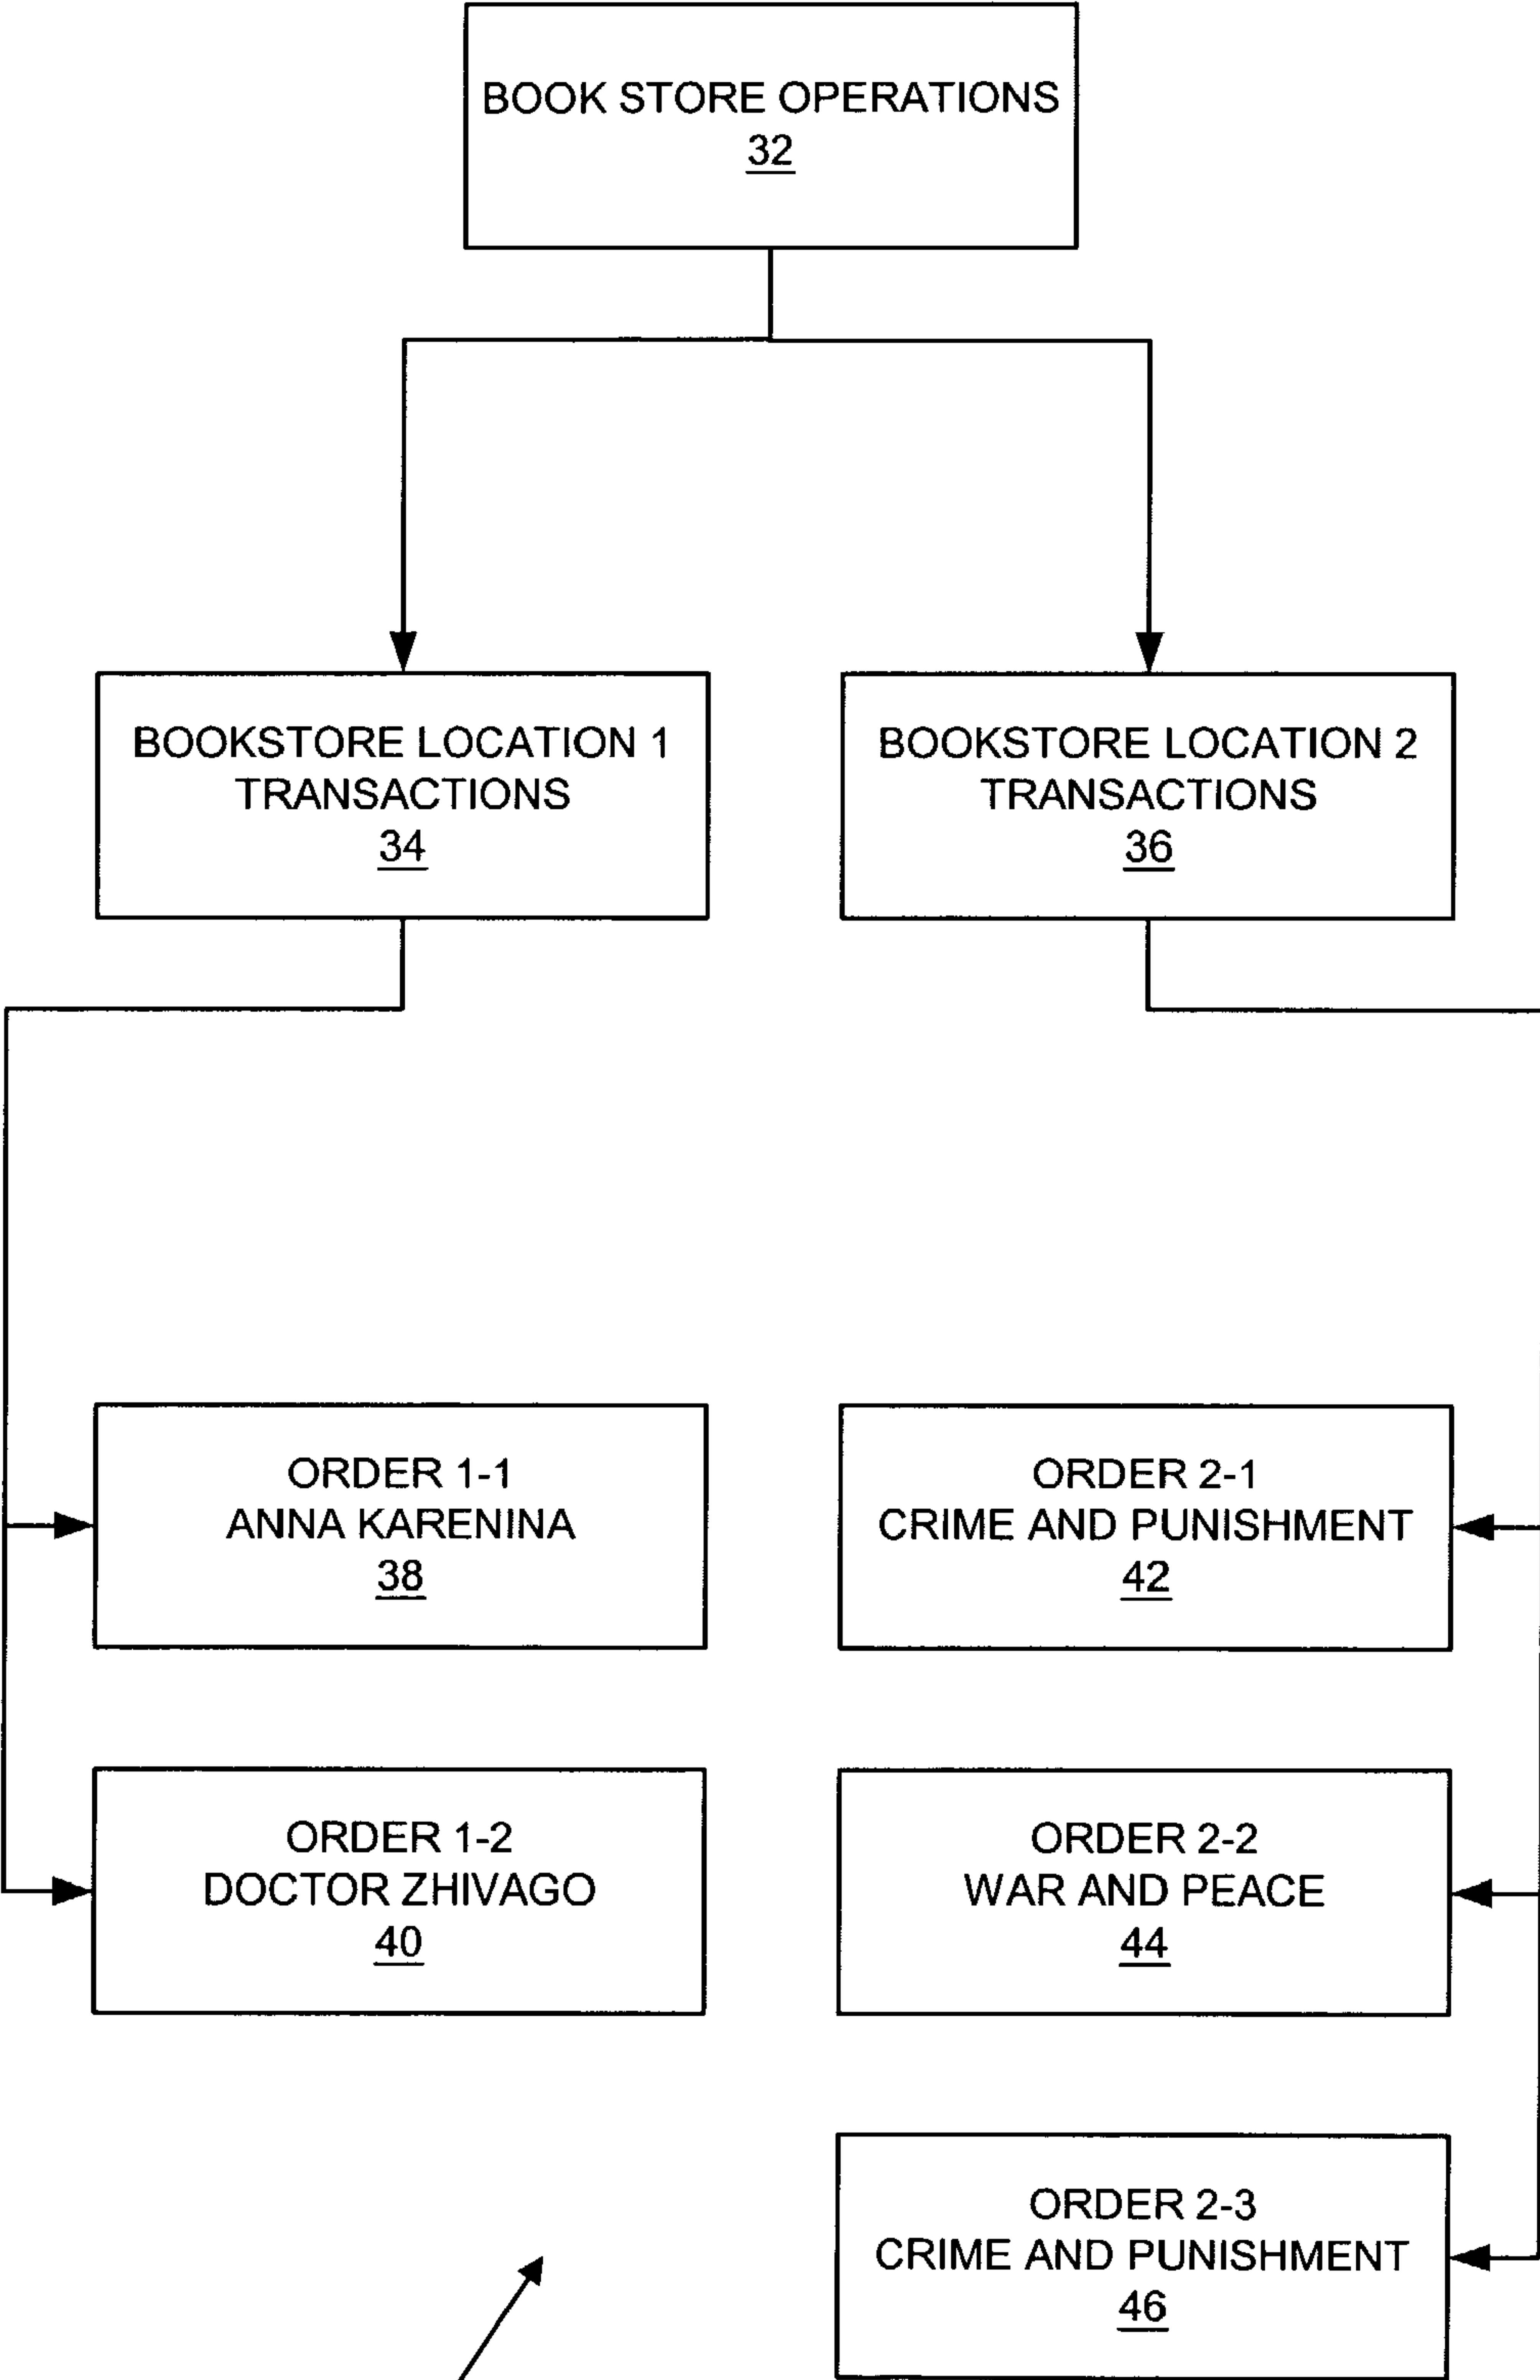 BOOK STORE OPERATIONS
32
BOOKSTORE LOCATION 1
TRANSACTIONS
34
BOOKSTORE LOCATION 2
TRANSACTIONS
36
ORDER 1-1
ANNA KARENINA
38
ORDER 2-1
CRIME AND PUNISHMENT
42
ORDER 1-2
DOCTOR ZHIVAGO
40
ORDER 2-2
WAR AND PEACE
44
ORDER 2-3
CRIME AND PUNISHMENT
46